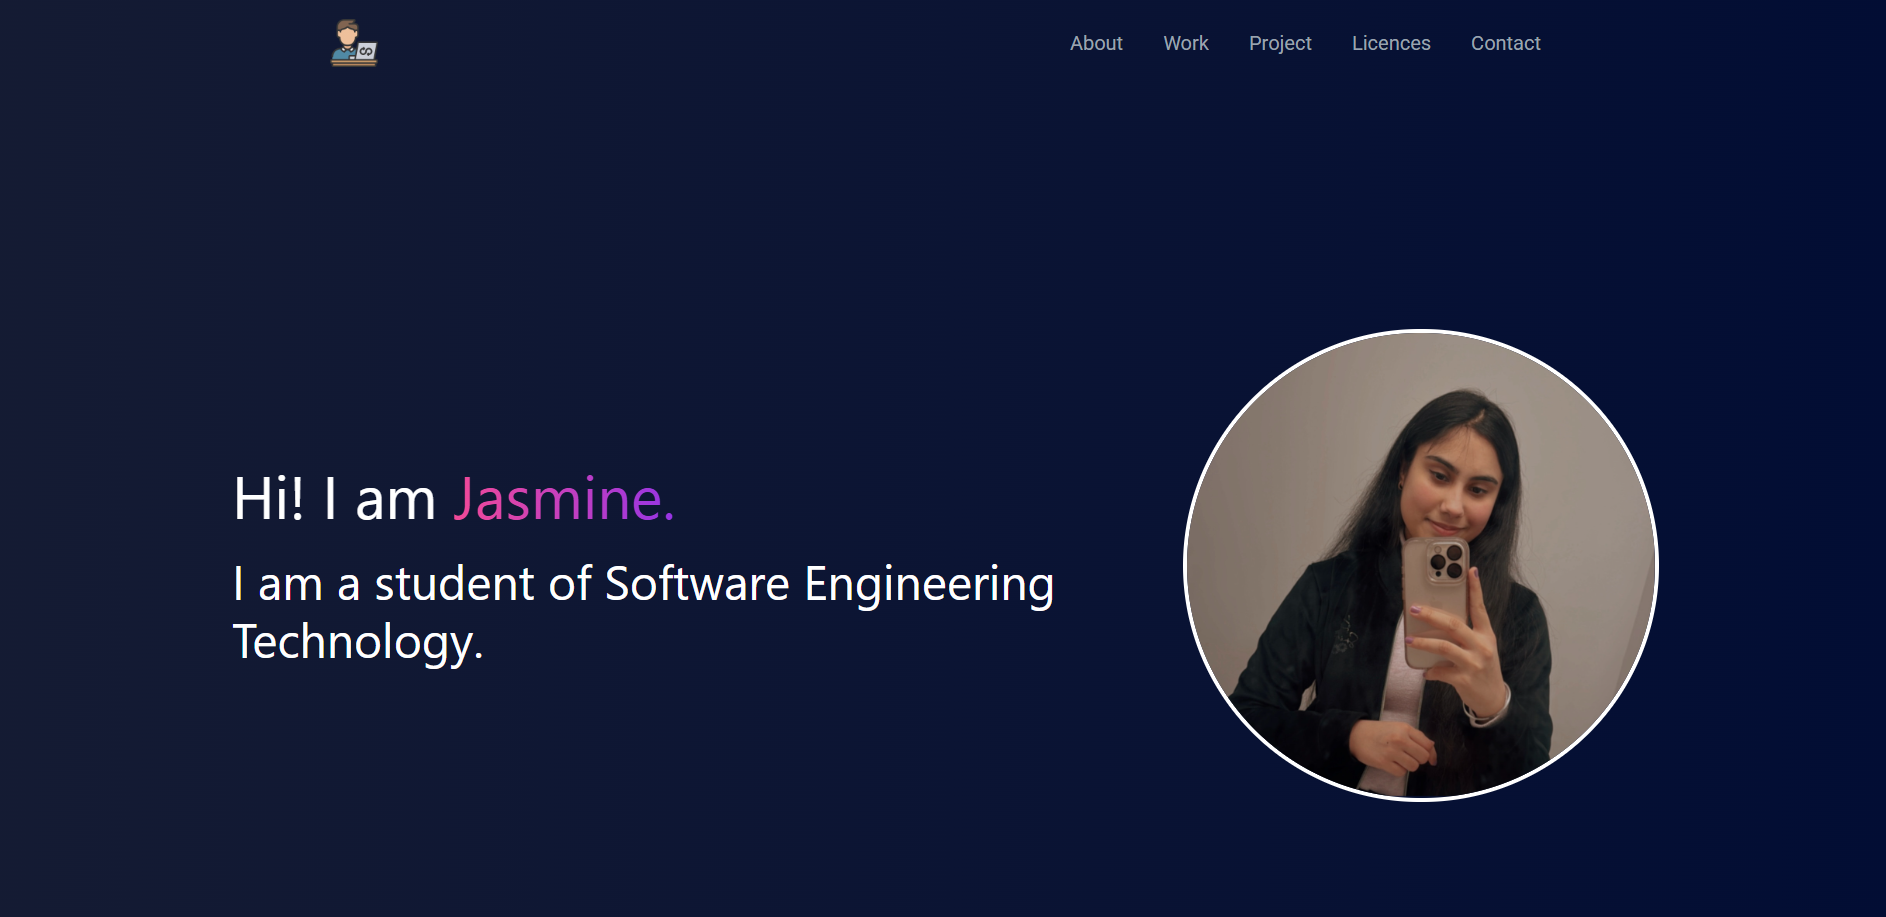 About
Work
Project
Licences
Contact
Hi! I am Jasmine.
I am a student of Software Engineering
Technology.